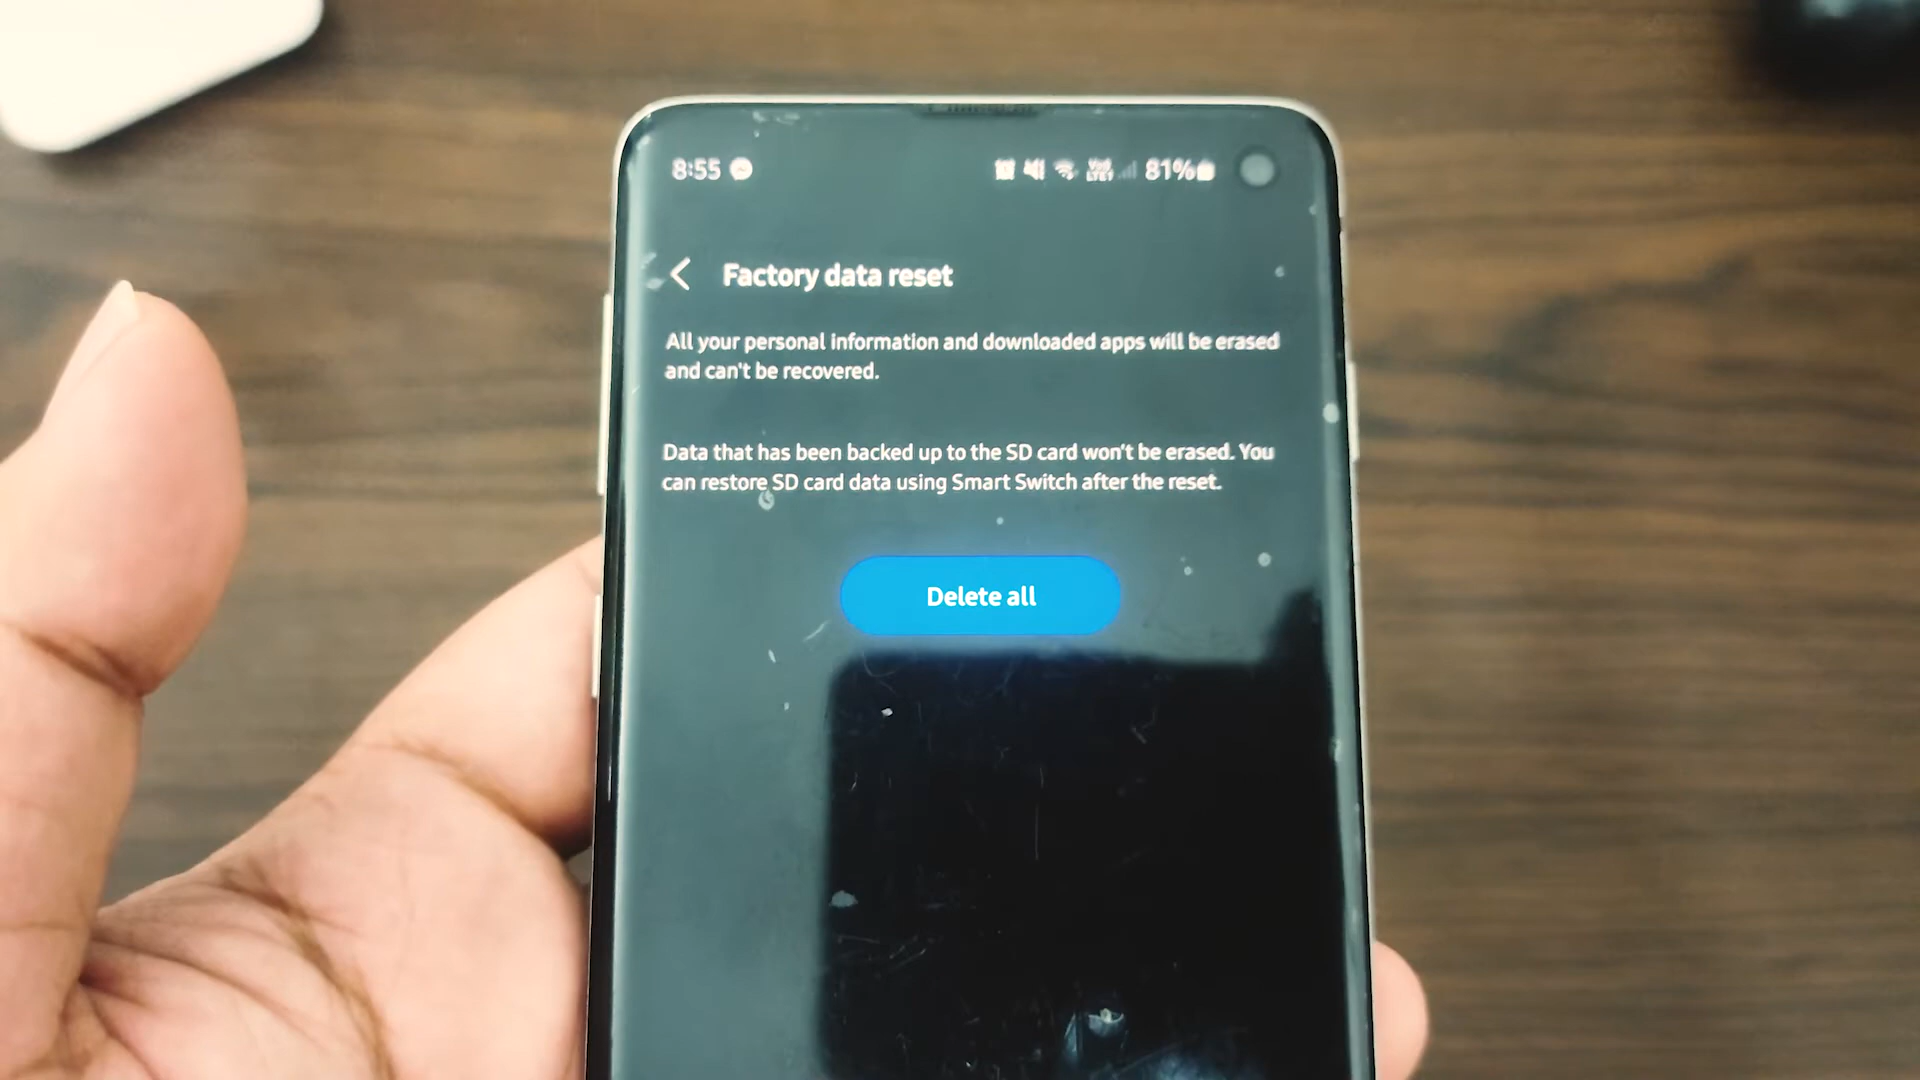 8:55
Vo))
LTE1
81%
Factory data reset
All your personal information and downloaded apps will be erased
and can't be recovered.
Data that has been backed up to the SD card won't be erased. You
can restore SD card data using Smart Switch after the reset.
Delete all